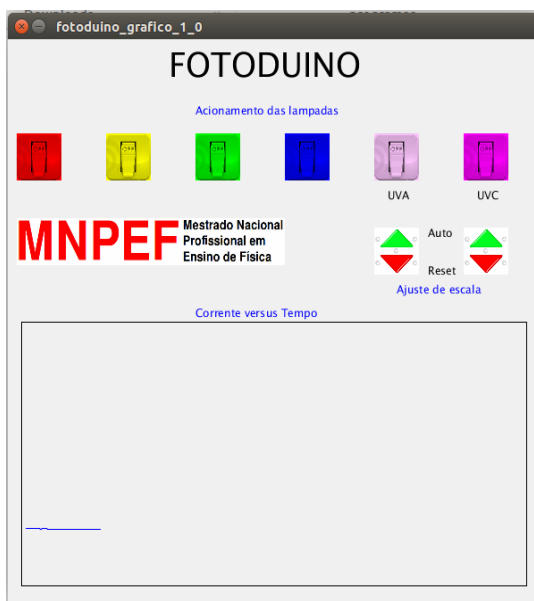 fotoduino_grafico_1_0
FOTODUINO
Acionamento das lampadas
UVA
UVC
MNPEF
Mestrado Nacional
Profissional em
Ensino de Física
Auto
Reset
Ajuste de escala
Corrente versus Tempo